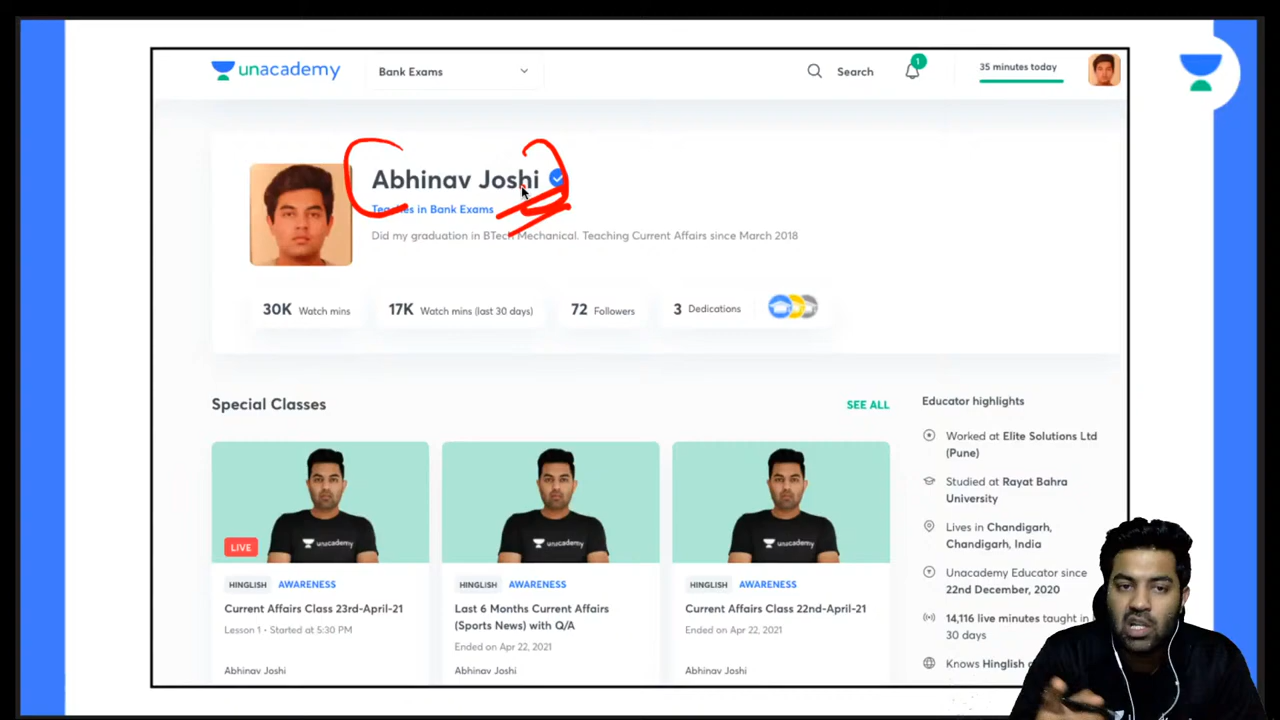 unacademy
Bank Exams
1
Search
35 minutes today
Abhinav Joshi
Teaches in Bank Exams
Did my graduation in BTech Mechanical. Teaching Current Affairs since March 2018
30K Watch mins
17K Watch mins (last 30 days)
72 Followers
3 Dedications
Special Classes
SEE ALL
unacademy
LIVE
HINGLISH AWARENESS
Current Affairs Class 23rd-April-21
Lesson 1 • Started at 5:30 PM
Abhinav Joshi
unacademy
HINGLISH AWARENESS
Last 6 Months Current Affairs
(Sports News) with Q/A
Ended on Apr 22, 2021
Abhinav Joshi
unacademy
HINGLISH AWARENESS
Current Affairs Class 22nd-April-21
Ended on Apr 22, 2021
Abhinav Joshi
Educator highlights
Worked at Elite Solutions Ltd
(Pune)
Studied at Rayat Bahra
University
Lives in Chandigarh,
Chandigarh, India
Unacademy Educator since
22nd December, 2020
14,116 live minutes taught in
30 days
Knows Hinglish